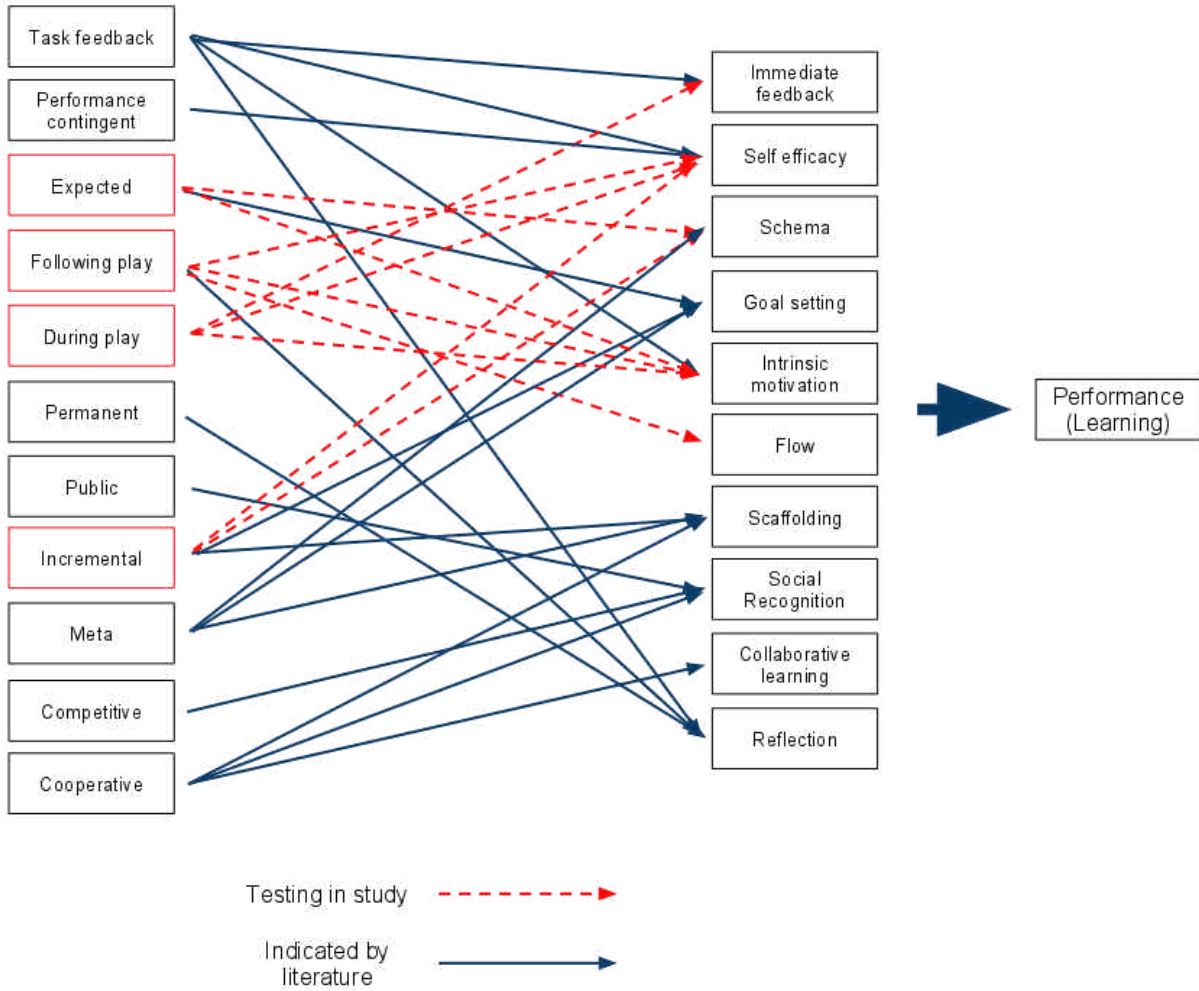 Task feedback
Performance
contingent
Expected
Following play
During play
Permanent
Public
Incremental
Meta
Competitive
Cooperative
Immediate
feedback
Self efficacy
Schema
Goal setting
Intrinsic
motivation
Flow
Scaffolding
Social
Recognition
Collaborative
learning
Reflection
Performance
(Learning)
Testing in study
Indicated by
literature